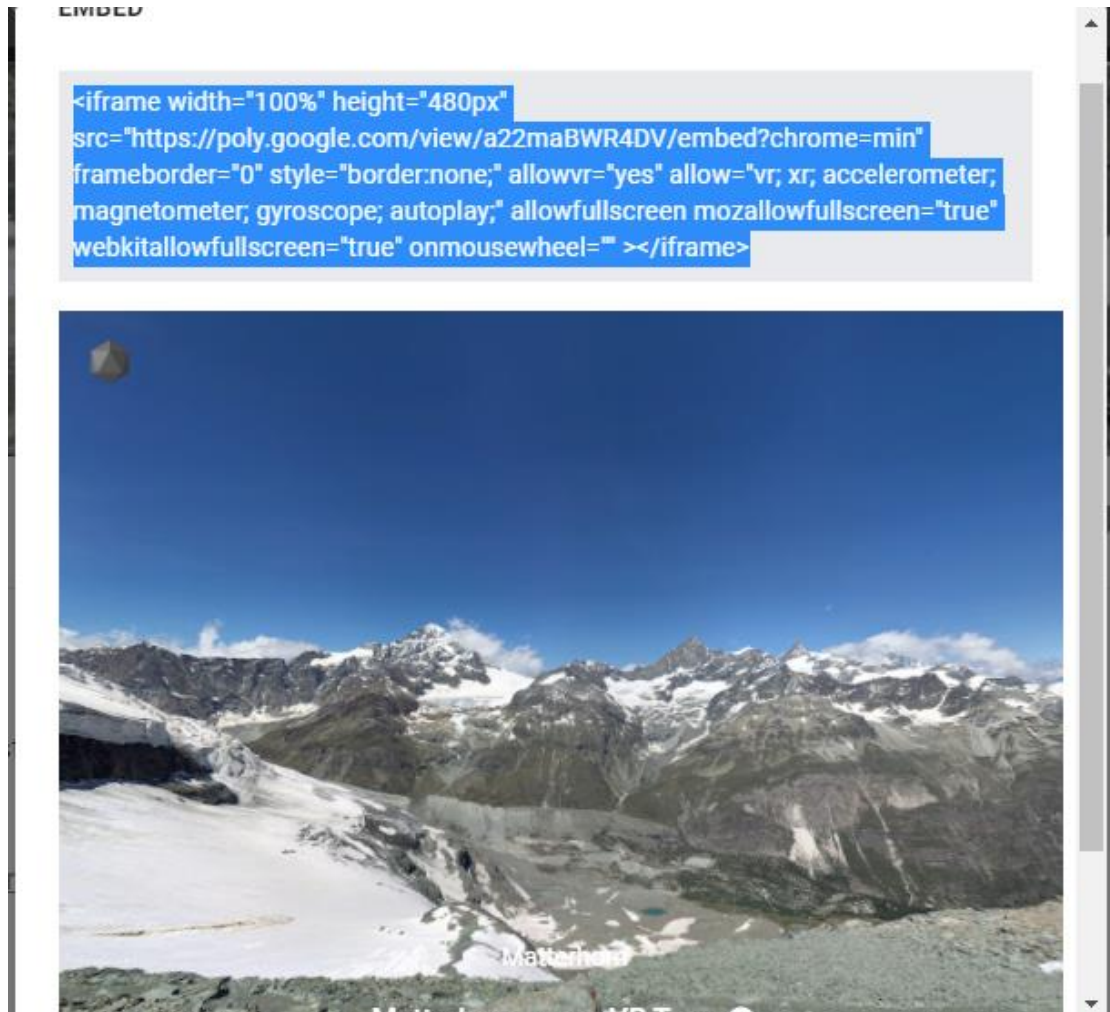 EMBED
<iframe width="100%" height="480px"
src="https://poly.google.com/view/a22maBWR4DV/embed?chrome=min"
frameborder="0" style="border:none;" allowvr="yes" allow="vr; xr; accelerometer;
magnetometer; gyroscope; autoplay;" allowfullscreen mozallowfullscreen="true"
webkitallowfullscreen="true" onmousewheel="" ></iframe>
Matterhorn